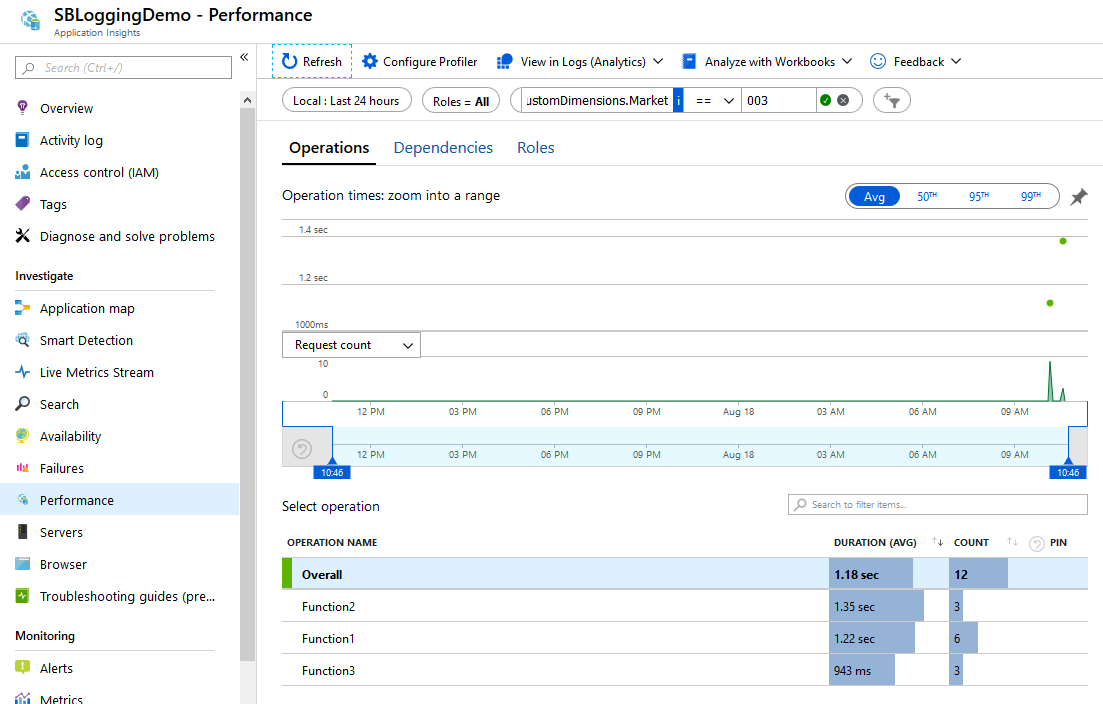 SBLoggingDemo - Performance
Application Insights
Search (Ctrl+/)
«
Overview
Activity log
Access control (IAM)
Tags
Diagnose and solve problems
Investigate
Application map
Smart Detection
Live Metrics Stream
Search
Availability
Failures
Performance
Servers
Browser
Troubleshooting guides (pre...
Monitoring
Alerts
Metrics
Refresh
Configure Profiler
View in Logs (Analytics)
Analyze with Workbooks
Feedback
Local : Last 24 hours
Roles = All
ustomDimensions.Market i == 003
Operations Dependencies Roles
Operation times: zoom into a range
Avg 50TH 95TH 99TH
1.4 sec
1.2 sec
1000ms
Request count
10
0
12 PM 03 PM 06 PM 09 PM Aug 18 03 AM 06 AM 09 AM
12 PM 03 PM 06 PM 09 PM Aug 18 03 AM 06 AM 09 AM
10:46 10:46
Select operation
Search to filter items...
OPERATION NAME DURATION (AVG) COUNT PIN
Overall 1.18 sec 12
Function2 1.35 sec 3
Function1 1.22 sec 6
Function3 943 ms 3